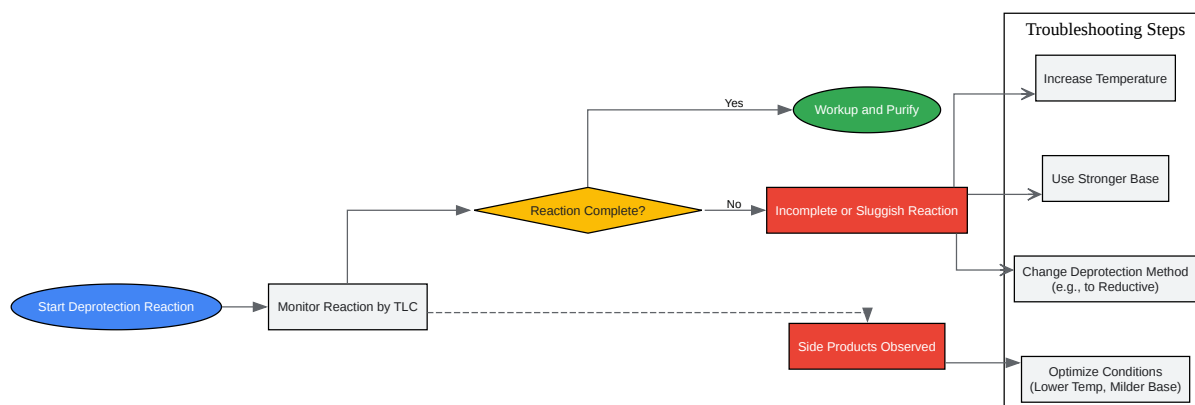 Troubleshooting Steps
Increase Temperature
Yes
Workup and Purify
Use Stronger Base
Reaction Complete?
No
Incomplete or Sluggish Reaction
Change Deprotection Method
(e.g., to Reductive)
Start Deprotection Reaction
Monitor Reaction by TLC
Side Products Observed
Optimize Conditions
(Lower Temp, Milder Base)